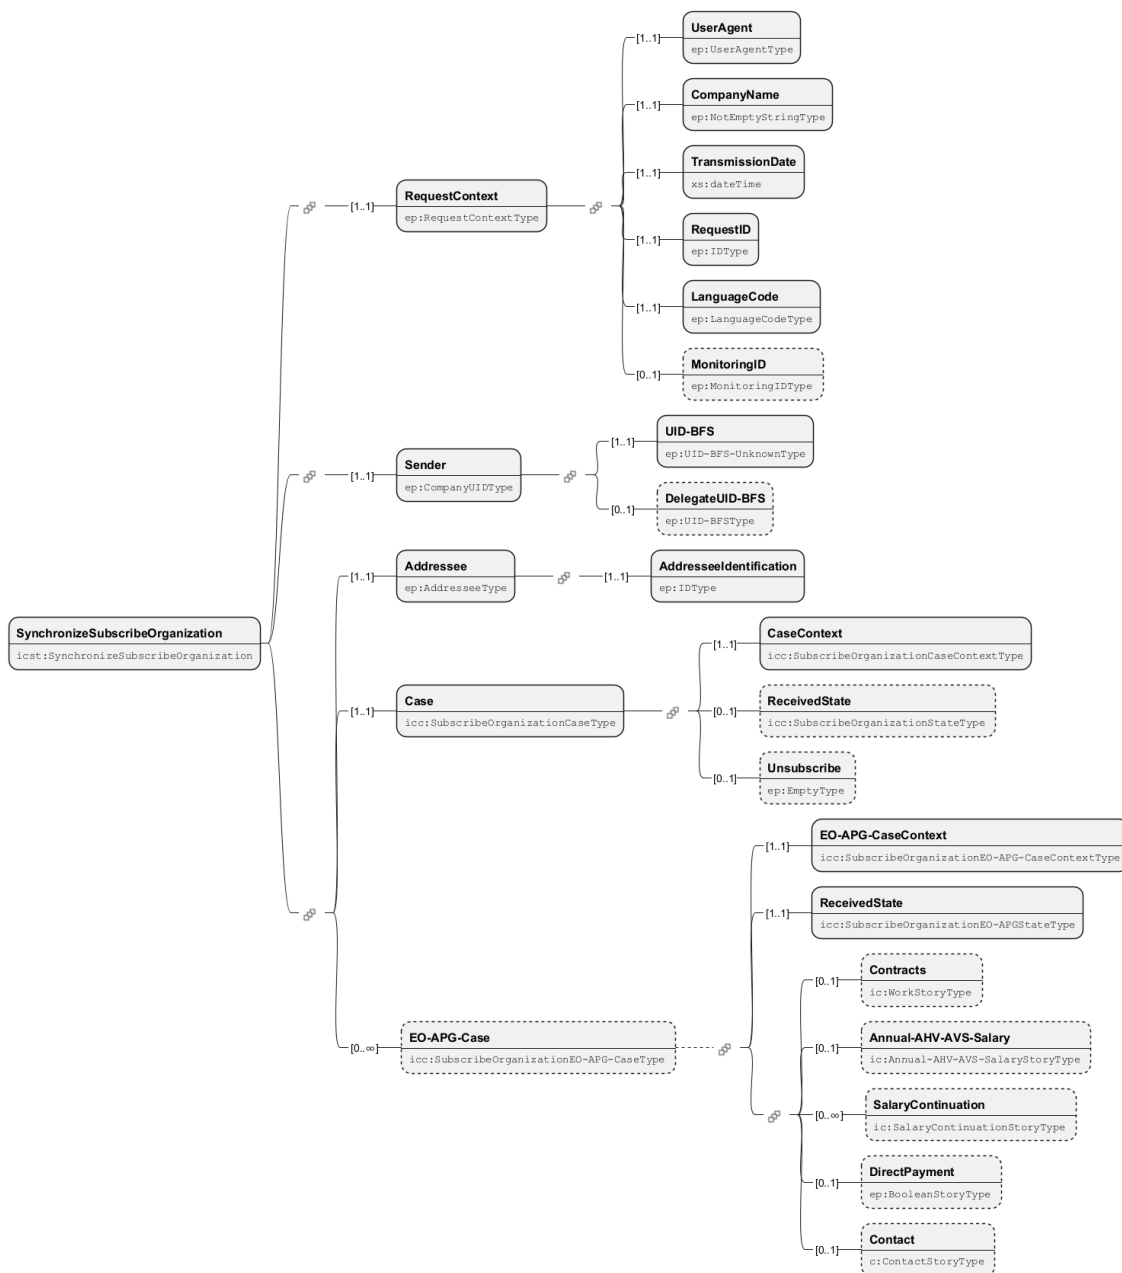 SynchronizeSubscribeOrganization
icst:SynchronizeSubscribeOrganization
[1..1]
RequestContext
ep:RequestContextType
[1..1]
UserAgent
ep:UserAgentType
[1..1]
CompanyName
ep:NotEmptyStringType
[1..1]
TransmissionDate
xs:dateTime
[1..1]
RequestID
ep:IDType
[1..1]
LanguageCode
ep:LanguageCodeType
[0..1]
MonitoringID
ep:MonitoringIDType
[1..1]
Sender
ep:CompanyUIDType
[1..1]
UID-BFS
ep:UID-BFS-UnknownType
[0..1]
DelegateUID-BFS
ep:UID-BFSType
[1..1]
Addressee
ep:AddresseeType
[1..1]
AddresseeIdentification
ep:IDType
[1..1]
Case
icc:SubscribeOrganizationCaseType
[1..1]
CaseContext
icc:SubscribeOrganizationCaseContextType
[0..1]
ReceivedState
icc:SubscribeOrganizationStateType
[0..1]
Unsubscribe
ep:EmptyType
[0..∞]
EO-APG-Case
icc:SubscribeOrganizationEO-APG-CaseType
[1..1]
EO-APG-CaseContext
icc:SubscribeOrganizationEO-APG-CaseContextType
[1..1]
ReceivedState
icc:SubscribeOrganizationEO-APGStateType
[0..1]
Contracts
ic:WorkStoryType
[0..1]
Annual-AHV-AVS-Salary
ic:Annual-AHV-AVS-SalaryStoryType
[0..∞]
SalaryContinuation
ic:SalaryContinuationStoryType
[0..1]
DirectPayment
ep:BooleanStoryType
[0..1]
Contact
c:ContactStoryType